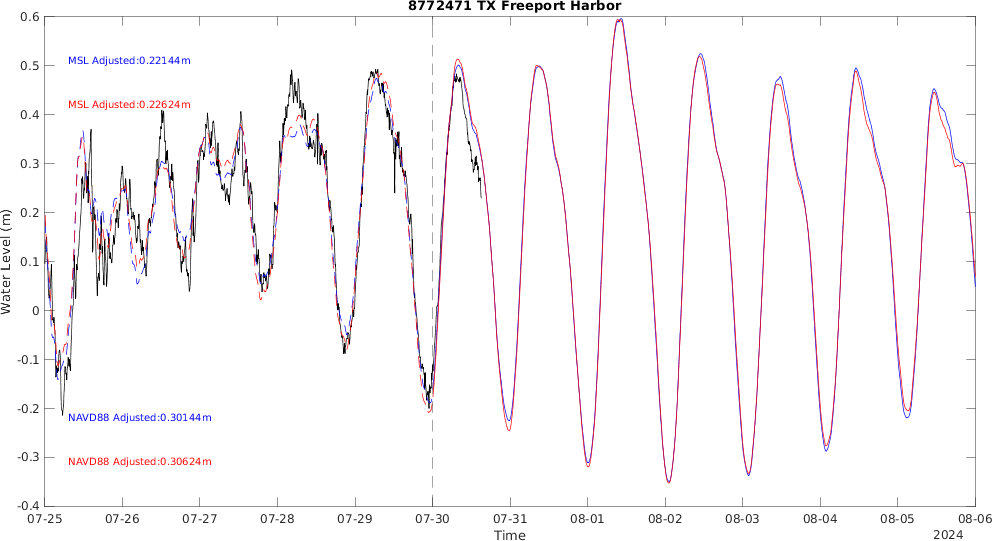 8772471 TX Freeport Harbor
Water Level (m)
0.6
0.5
0.4
0.3
0.2
0.1
0
-0.1
-0.2
-0.3
-0.4
MSL Adjusted:0.22144m
MSL Adjusted:0.22624m
NAVD88 Adjusted:0.30144m
NAVD88 Adjusted:0.30624m
07-25 07-26 07-27 07-28 07-29 07-30 07-31 08-01 08-02 08-03 08-04 08-05 08-06
Time
2024